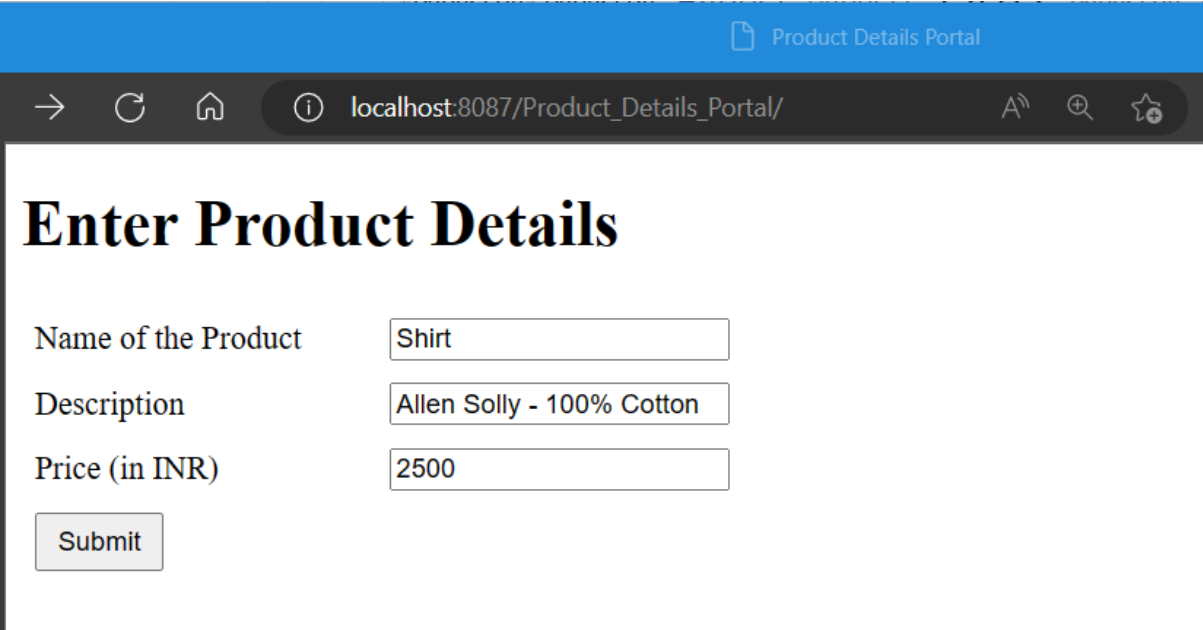 Product Details Portal
localhost:8087/Product_Details_Portal/
Enter Product Details
Name of the Product Shirt
Description Allen Solly - 100% Cotton
Price (in INR) 2500
Submit